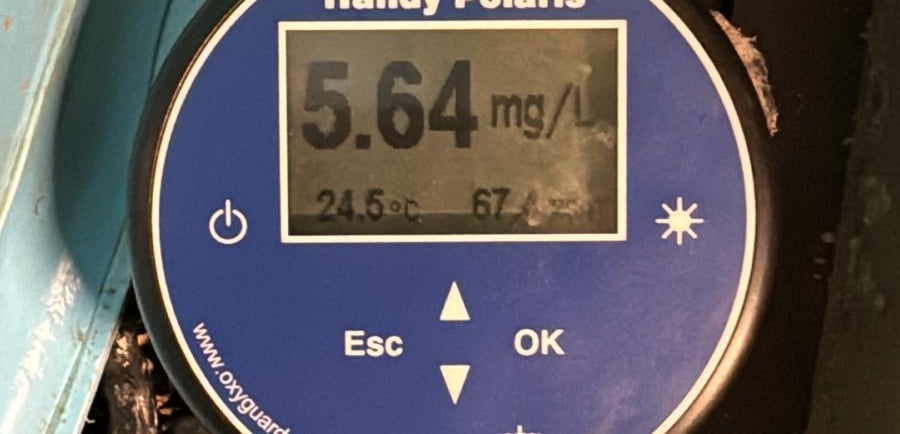 Handy Polaris
5.64 mg/L
24.5°C 67
Esc OK
www.oxyguard